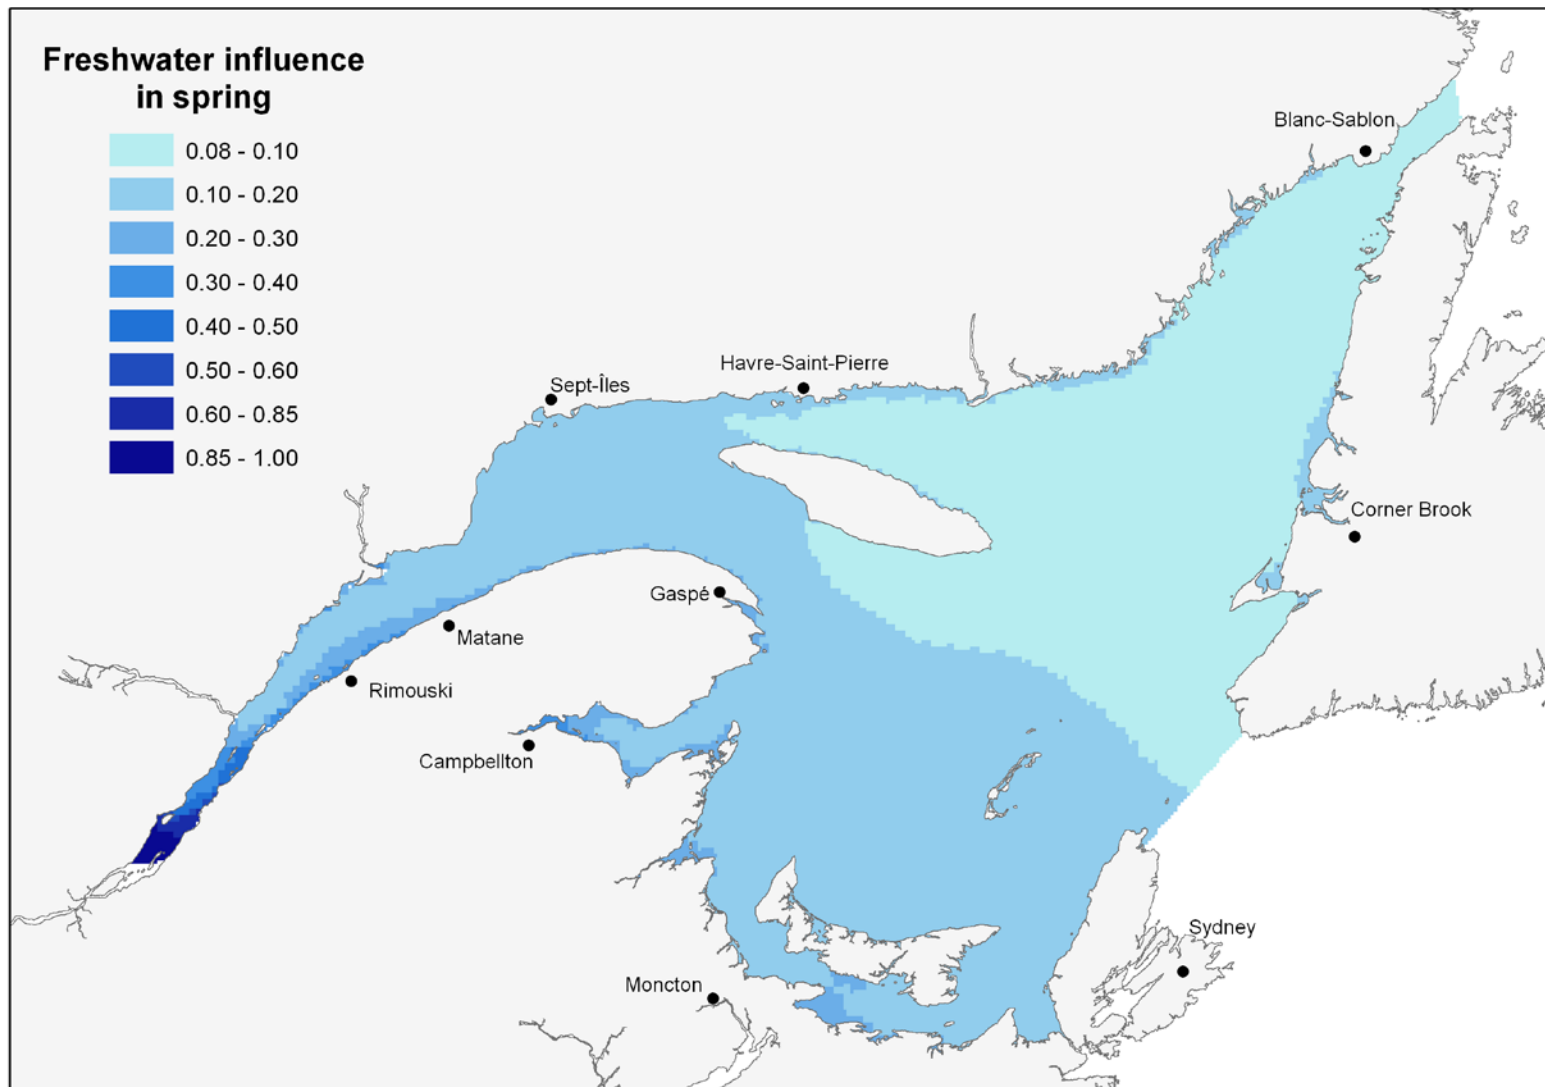 Freshwater influence
in spring
0.08 - 0.10
0.10 - 0.20
0.20 - 0.30
0.30 - 0.40
0.40 - 0.50
0.50 - 0.60
0.60 - 0.85
0.85 - 1.00
Blanc-Sablon
Havre-Saint-Pierre
Sept-Îles
Corner Brook
Gaspé
Matane
Rimouski
Campbellton
Sydney
Moncton